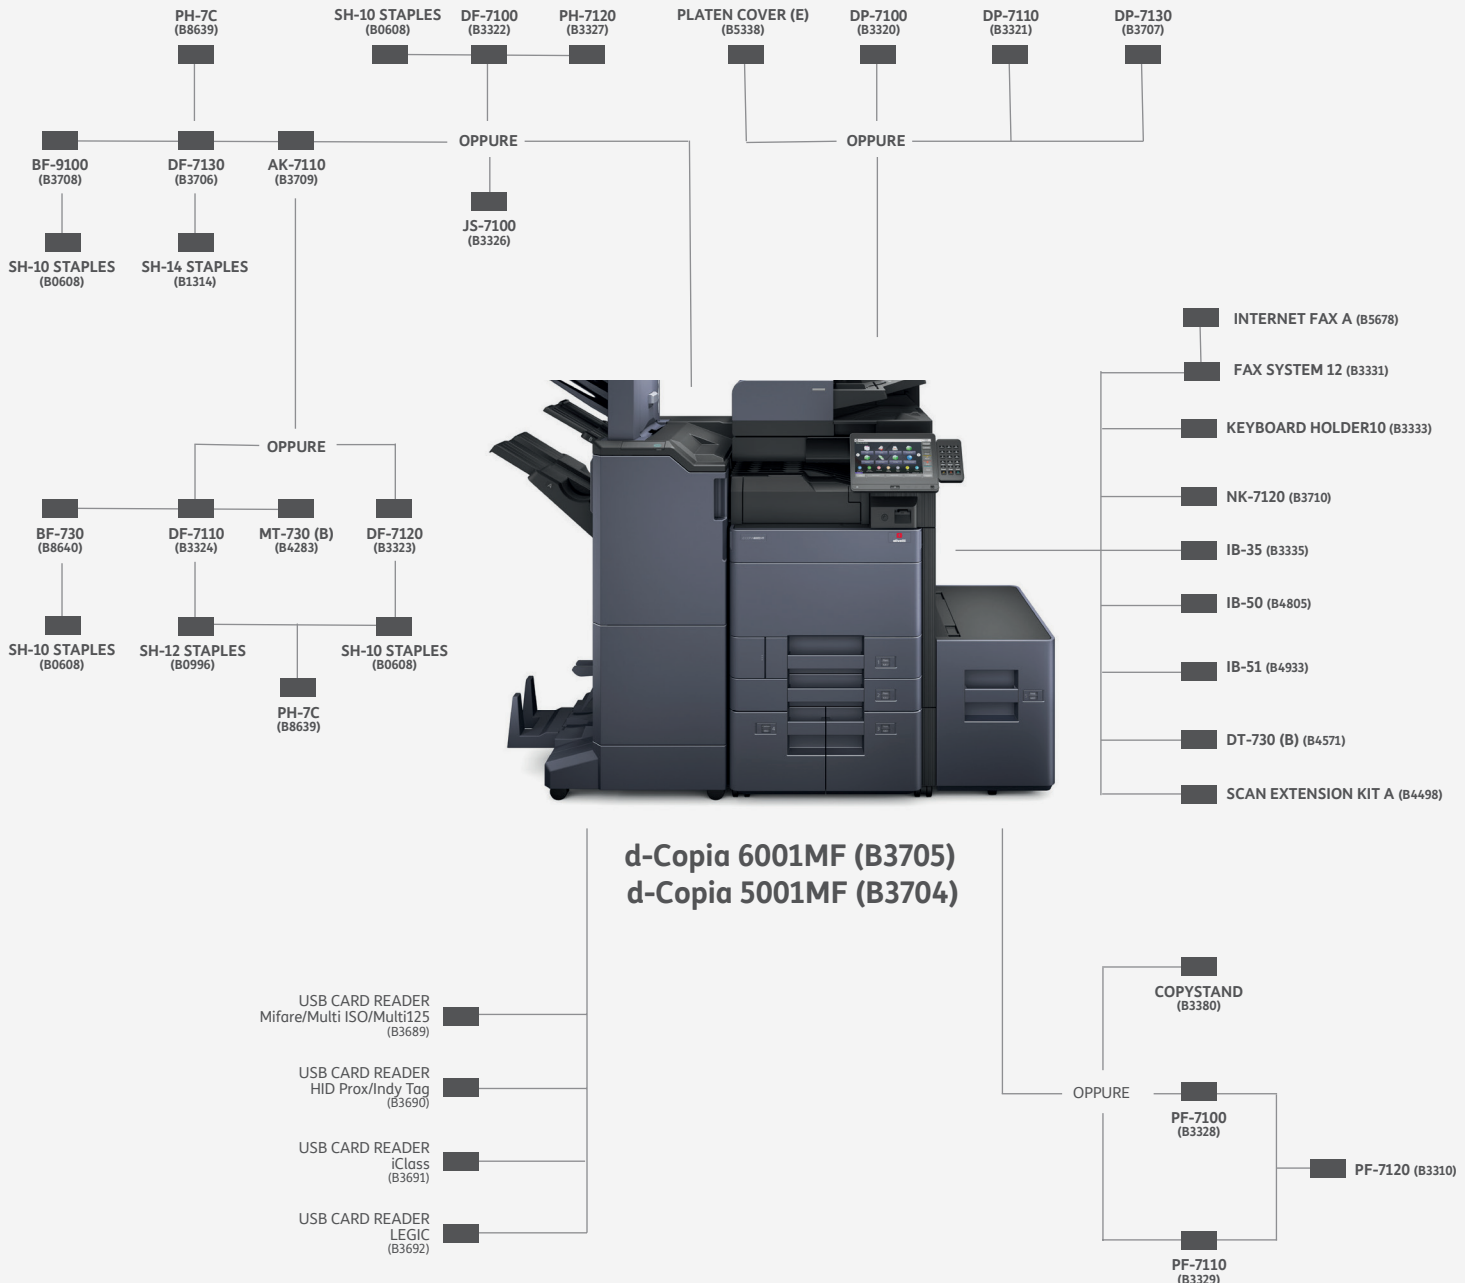 PH-7C
(B8639)
SH-10 STAPLES
(B0608)
DF-7100
(B3322)
PH-7120
(B3327)
PLATEN COVER (E)
(B5338)
DP-7100
(B3320)
DP-7110
(B3321)
DP-7130
(B3707)
OPPURE
OPPURE
BF-9100
(B3708)
DF-7130
(B3706)
AK-7110
(B3709)
JS-7100
(B3326)
SH-10 STAPLES
(B0608)
SH-14 STAPLES
(B1314)
INTERNET FAX A (B5678)
FAX SYSTEM 12 (B3331)
KEYBOARD HOLDER10 (B3333)
NK-7120 (B3710)
IB-35 (B3335)
IB-50 (B4805)
IB-51 (B4933)
DT-730 (B) (B4571)
SCAN EXTENSION KIT A (B4498)
OPPURE
BF-730
(B8640)
DF-7110
(B3324)
MT-730 (B)
(B4283)
DF-7120
(B3323)
SH-10 STAPLES
(B0608)
SH-12 STAPLES
(B0996)
SH-10 STAPLES
(B0608)
PH-7C
(B8639)
d-Copia 6001MF (B3705)
d-Copia 5001MF (B3704)
USB CARD READER
Mifare/Multi ISO/Multi125
(B3689)
USB CARD READER
HID Prox/Indy Tag
(B3690)
USB CARD READER
iClass
(B3691)
USB CARD READER
LEGIC
(B3692)
COPYSTAND
(B3380)
OPPURE
PF-7100
(B3328)
PF-7120 (B3310)
PF-7110
(B3329)